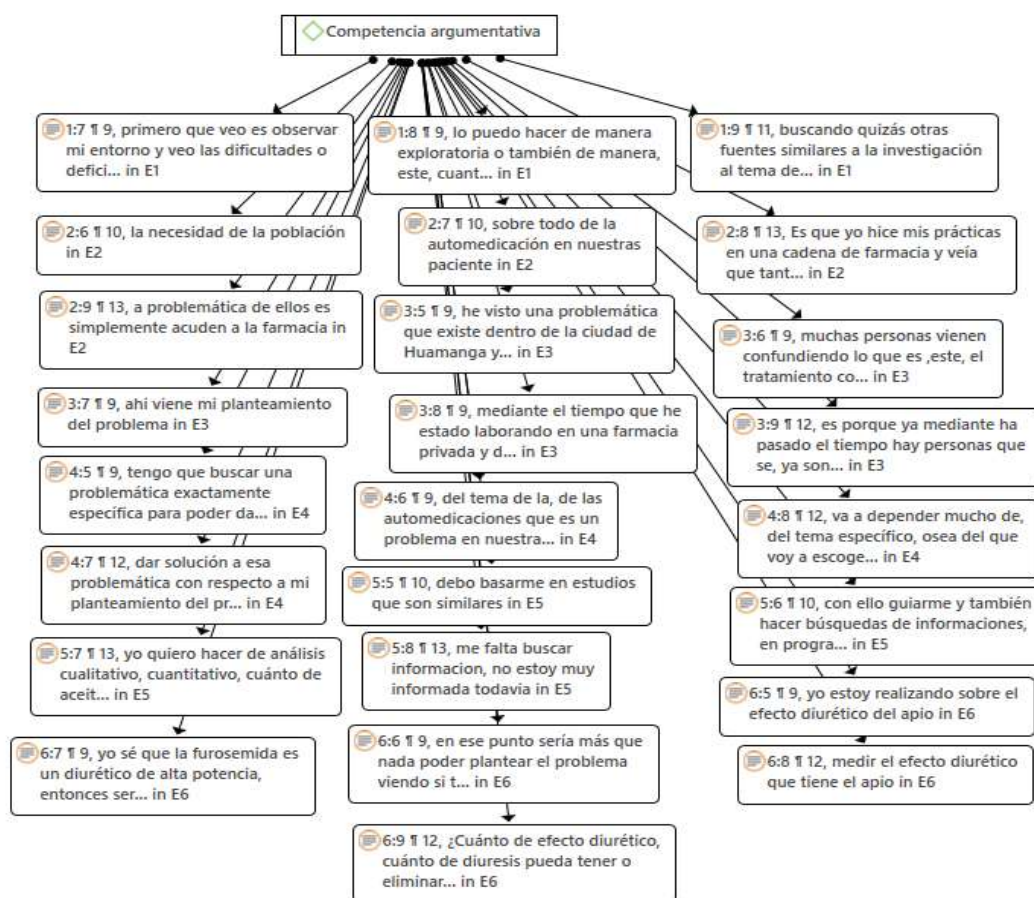 Competencia argumentativa
1:7 ¶ 9, primero que veo es observar
mi entorno y veo las dificultades o
defici... in E1
1:8 ¶ 9, lo puedo hacer de manera
exploratoria o también de manera,
este, cuant... in E1
1:9 ¶ 11, buscando quizás otras
fuentes similares a la investigación
al tema de... in E1
2:6 ¶ 10, la necesidad de la población
in E2
2:7 ¶ 10, sobre todo de la
automedicación en nuestras
paciente in E2
2:8 ¶ 13, Es que yo hice mis prácticas
en una cadena de farmacia y veía
que tant... in E2
2:9 ¶ 13, a problemática de ellos es
simplemente acuden a la farmacia in
E2
3:5 ¶ 9, he visto una problemática
que existe dentro de la ciudad de
Huamanga y... in E3
3:6 ¶ 9, muchas personas vienen
confundiendo lo que es ,este, el
tratamiento co... in E3
3:7 ¶ 9, ahi viene mi planteamiento
del problema in E3
3:8 ¶ 9, mediante el tiempo que he
estado laborando en una farmacia
privada y d... in E3
3:9 ¶ 12, es porque ya mediante ha
pasado el tiempo hay personas que
se, ya son... in E3
4:5 ¶ 9, tengo que buscar una
problemática exactamente
específica para poder da... in E4
4:6 ¶ 9, del tema de la, de las
automedicaciones que es un
problema en nuestra... in E4
4:8 ¶ 12, va a depender mucho de,
del tema específico, osea del que
voy a escoge... in E4
4:7 ¶ 12, dar solución a esa
problemática con respecto a mi
planteamiento del pr... in E4
5:5 ¶ 10, debo basarme en estudios
que son similares in E5
5:6 ¶ 10, con ello guiarme y también
hacer búsquedas de informaciones,
en progra... in E5
5:7 ¶ 13, yo quiero hacer de análisis
cualitativo, cuantitativo, cuánto de
aceit... in E5
5:8 ¶ 13, me falta buscar
informacion, no estoy muy
informada todavia in E5
6:5 ¶ 9, yo estoy realizando sobre el
efecto diurético del apio in E6
6:7 ¶ 9, yo sé que la furosemida es
un diurético de alta potencia,
entonces ser... in E6
6:6 ¶ 9, en ese punto sería más que
nada poder plantear el problema
viendo si t... in E6
6:8 ¶ 12, medir el efecto diurético
que tiene el apio in E6
6:9 ¶ 12, ¿Cuánto de efecto diurético,
cuánto de diuresis pueda tener o
eliminar... in E6